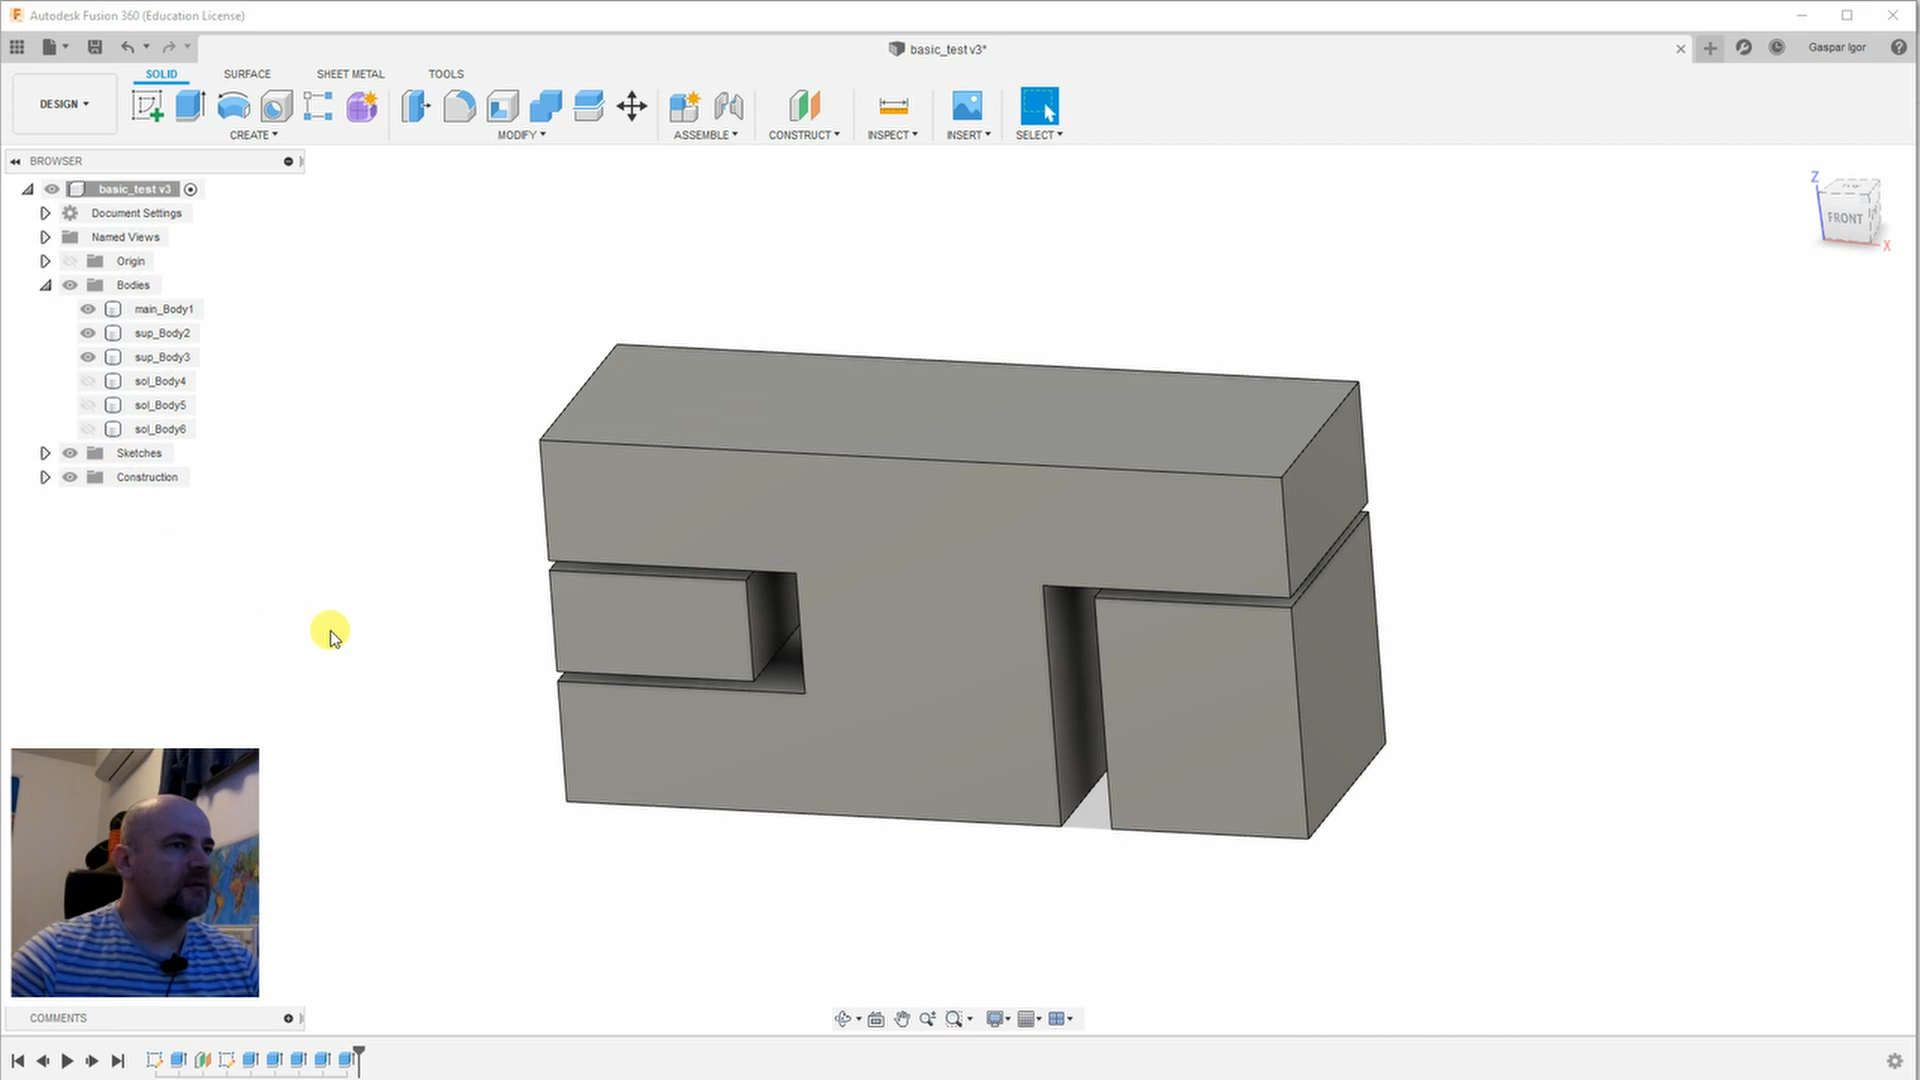 Autodesk Fusion 360 (Education License)
basic_test v3*
Gaspar Igor
SOLID SURFACE SHEET METAL TOOLS
DESIGN
CREATE MODIFY ASSEMBLE CONSTRUCT INSPECT INSERT SELECT
BROWSER
basic_test v3
Document Settings
Named Views
Origin
Bodies
main_Body1
sup_Body2
sup_Body3
sol_Body4
sol_Body5
sol_Body6
Sketches
Construction
Z
FRONT
X
COMMENTS